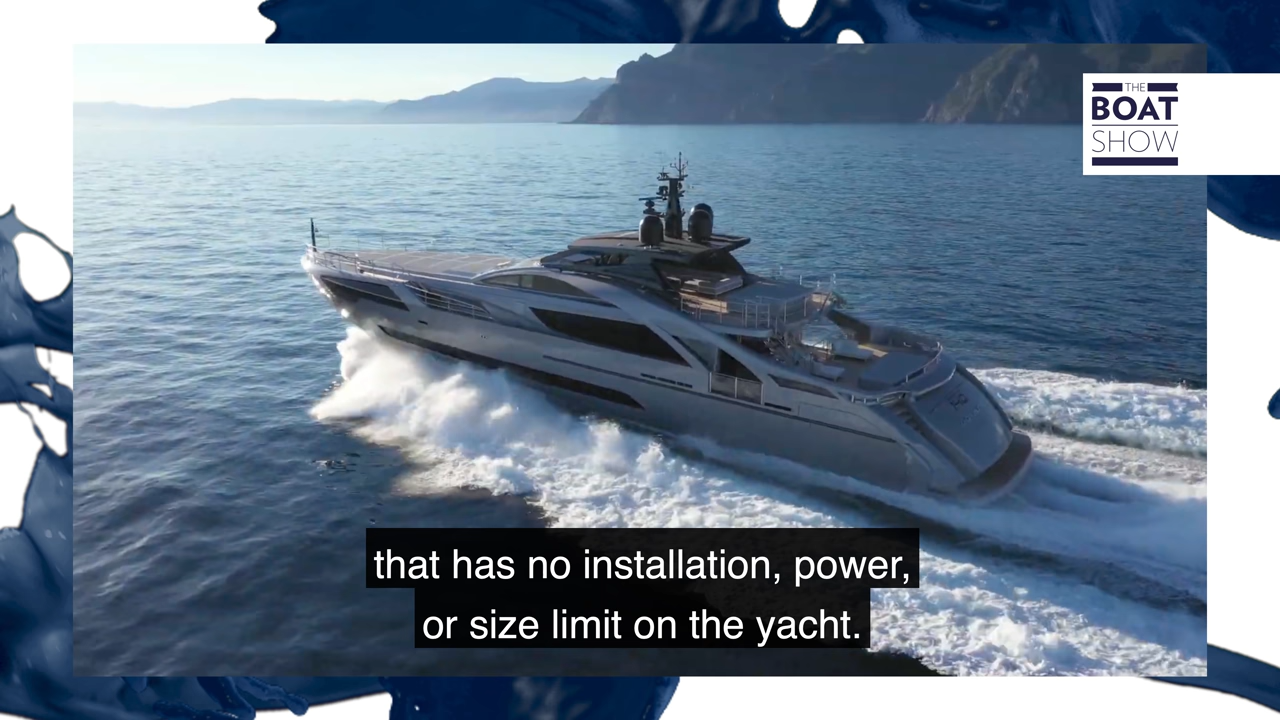 THE
BOAT
SHOW
that has no installation, power,
or size limit on the yacht.